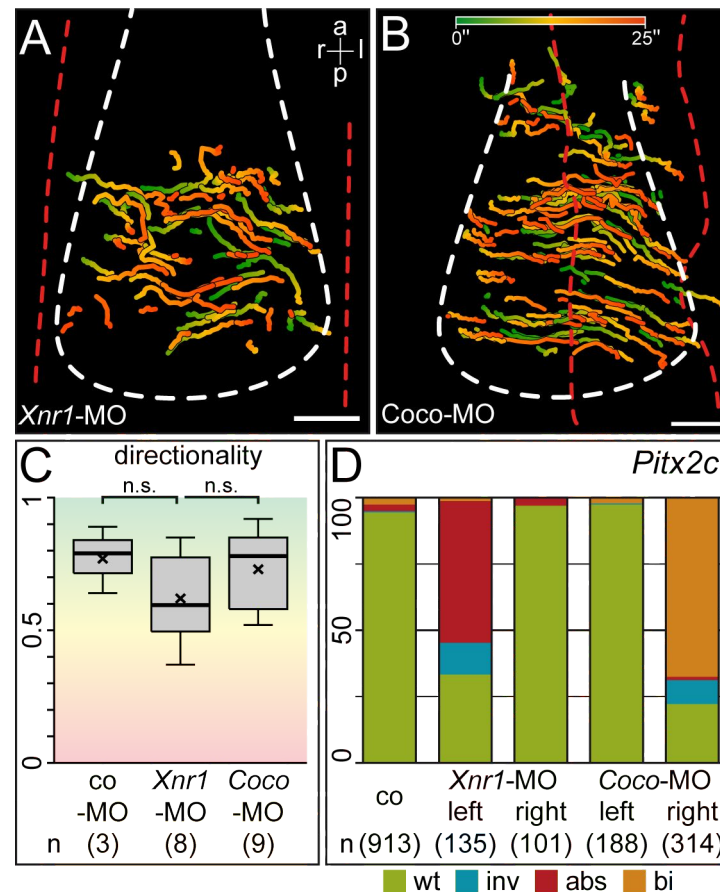 A
a
r l
p
Xnr1-MO
B
0" 25"
Coco-MO
C
directionality
n.s. n.s.
1
0.5
0
co Xnr1 Coco
-MO -MO -MO
n (3) (8) (9)
D
Pitx2c
100
50
0
co Xnr1-MO Coco-MO
left right left right
n (913) (135) (101) (188) (314)
wt inv abs bi